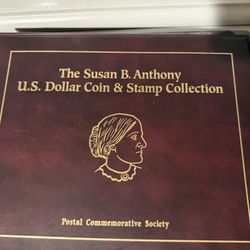 The Susan B. Anthony
U.S. Dollar Coin & Stamp Collection
Postal Commemorative Society